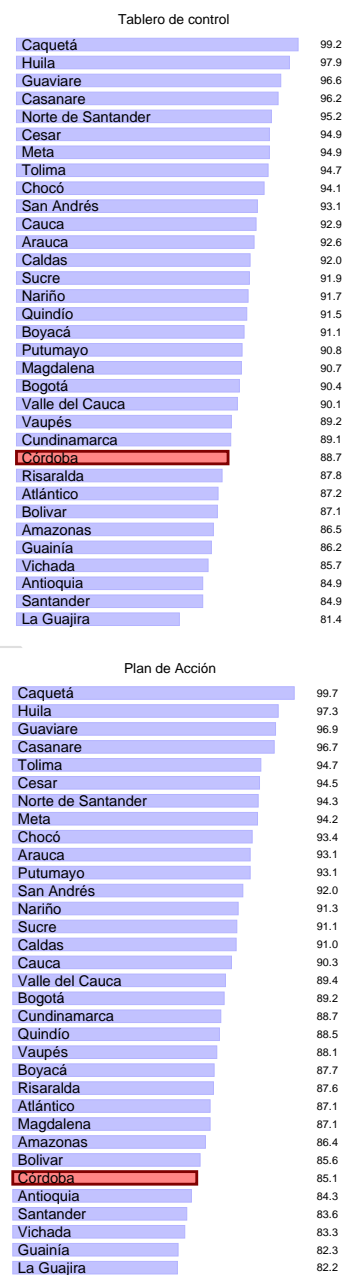 Tablero de control
Caquetá 99.2
Huila 97.9
Guaviare 96.6
Casanare 96.2
Norte de Santander 95.2
Cesar 94.9
Meta 94.9
Tolima 94.7
Chocó 94.1
San Andrés 93.1
Cauca 92.9
Arauca 92.6
Caldas 92.0
Sucre 91.9
Nariño 91.7
Quindío 91.5
Boyacá 91.1
Putumayo 90.8
Magdalena 90.7
Bogotá 90.4
Valle del Cauca 90.1
Vaupés 89.2
Cundinamarca 89.1
Córdoba 88.7
Risaralda 87.8
Atlántico 87.2
Bolivar 87.1
Amazonas 86.5
Guainía 86.2
Vichada 85.7
Antioquia 84.9
Santander 84.9
La Guajira 81.4
Plan de Acción
Caquetá 99.7
Huila 97.3
Guaviare 96.9
Casanare 96.7
Tolima 94.7
Cesar 94.5
Norte de Santander 94.3
Meta 94.2
Chocó 93.4
Arauca 93.1
Putumayo 93.1
San Andrés 92.0
Nariño 91.3
Sucre 91.1
Caldas 91.0
Cauca 90.3
Valle del Cauca 89.4
Bogotá 89.2
Cundinamarca 88.7
Quindío 88.5
Vaupés 88.1
Boyacá 87.7
Risaralda 87.6
Atlántico 87.1
Magdalena 87.1
Amazonas 86.4
Bolivar 85.6
Córdoba 85.1
Antioquia 84.3
Santander 83.6
Vichada 83.3
Guainía 82.3
La Guajira 82.2